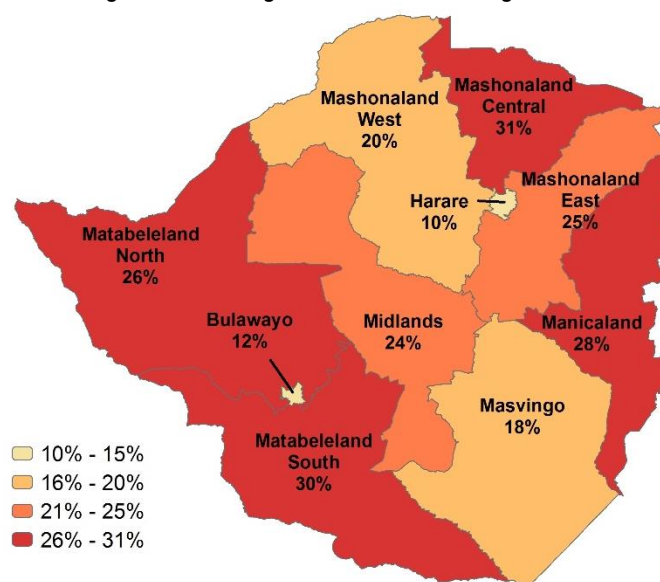 Mashonaland
Central
31%
Mashonaland
West
20%
Mashonaland
East
25%
Harare
10%
Matabeleland
North
26%
Bulawayo
12%
Midlands
24%
Manicaland
28%
Masvingo
18%
Matabeleland
South
30%
10% - 15%
16% - 20%
21% - 25%
26% - 31%